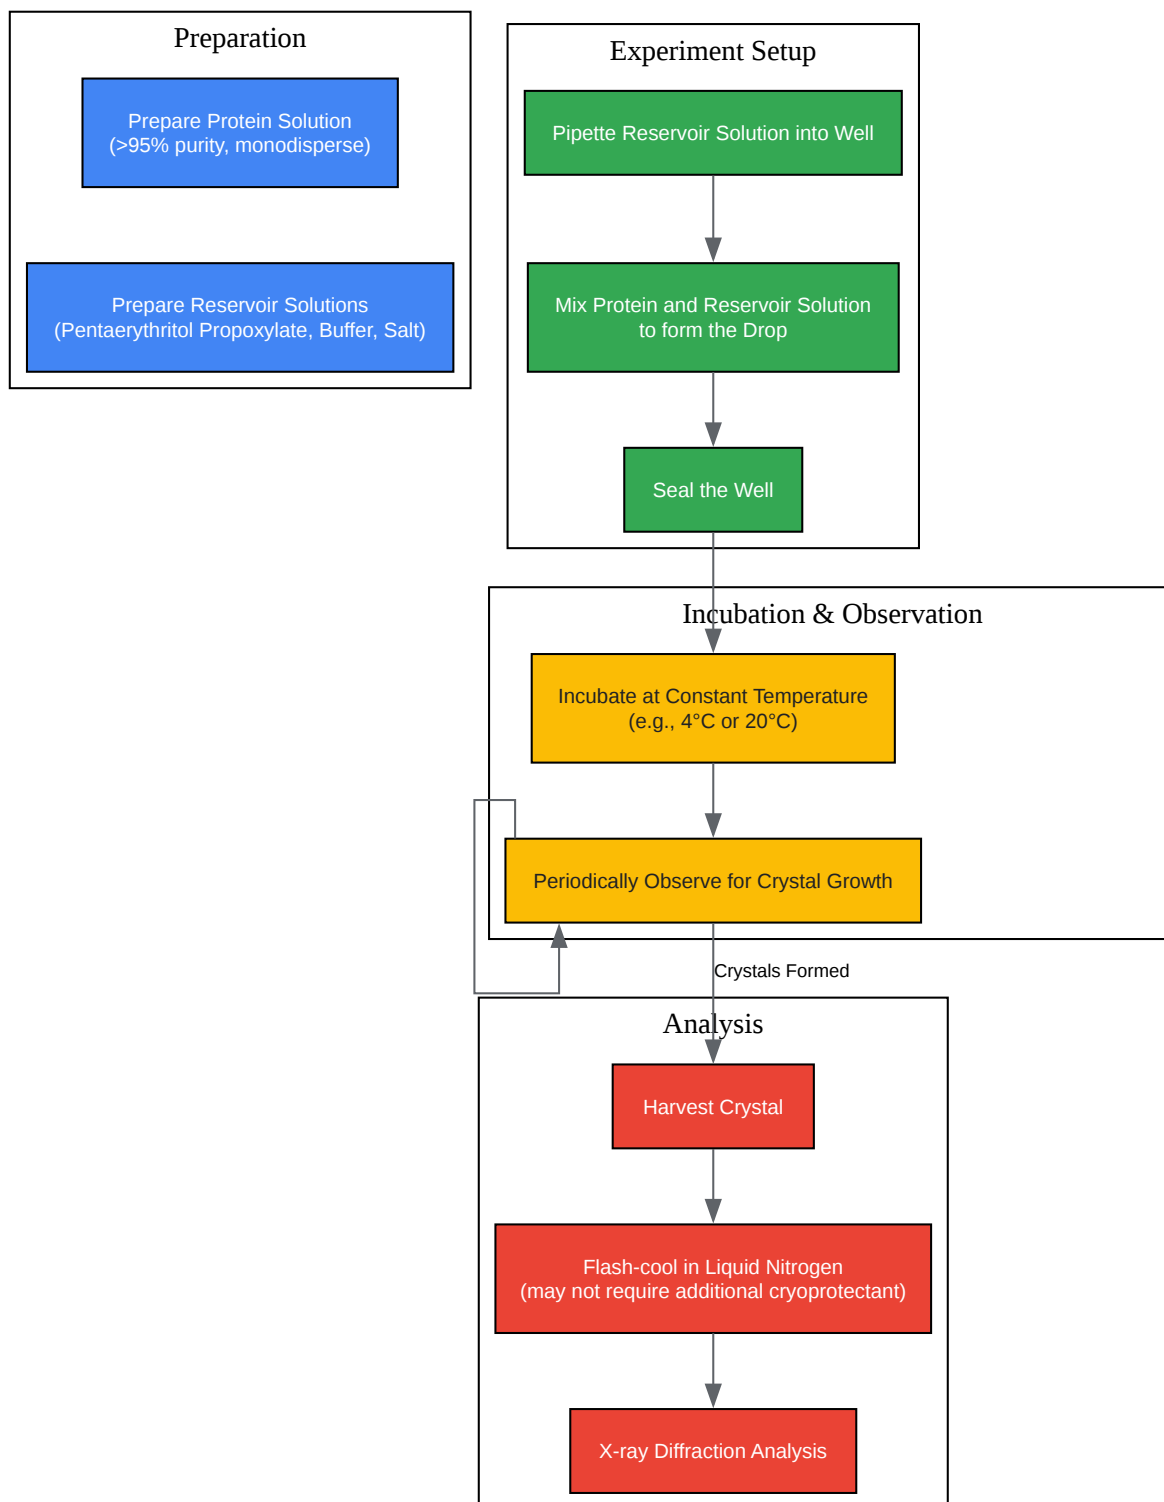 Preparation
Prepare Protein Solution
(>95% purity, monodisperse)
Prepare Reservoir Solutions
(Pentaerythritol Propoxylate, Buffer, Salt)
Experiment Setup
Pipette Reservoir Solution into Well
Mix Protein and Reservoir Solution
to form the Drop
Seal the Well
Incubation & Observation
Incubate at Constant Temperature
(e.g., 4°C or 20°C)
Periodically Observe for Crystal Growth
Crystals Formed
Analysis
Harvest Crystal
Flash-cool in Liquid Nitrogen
(may not require additional cryoprotectant)
X-ray Diffraction Analysis